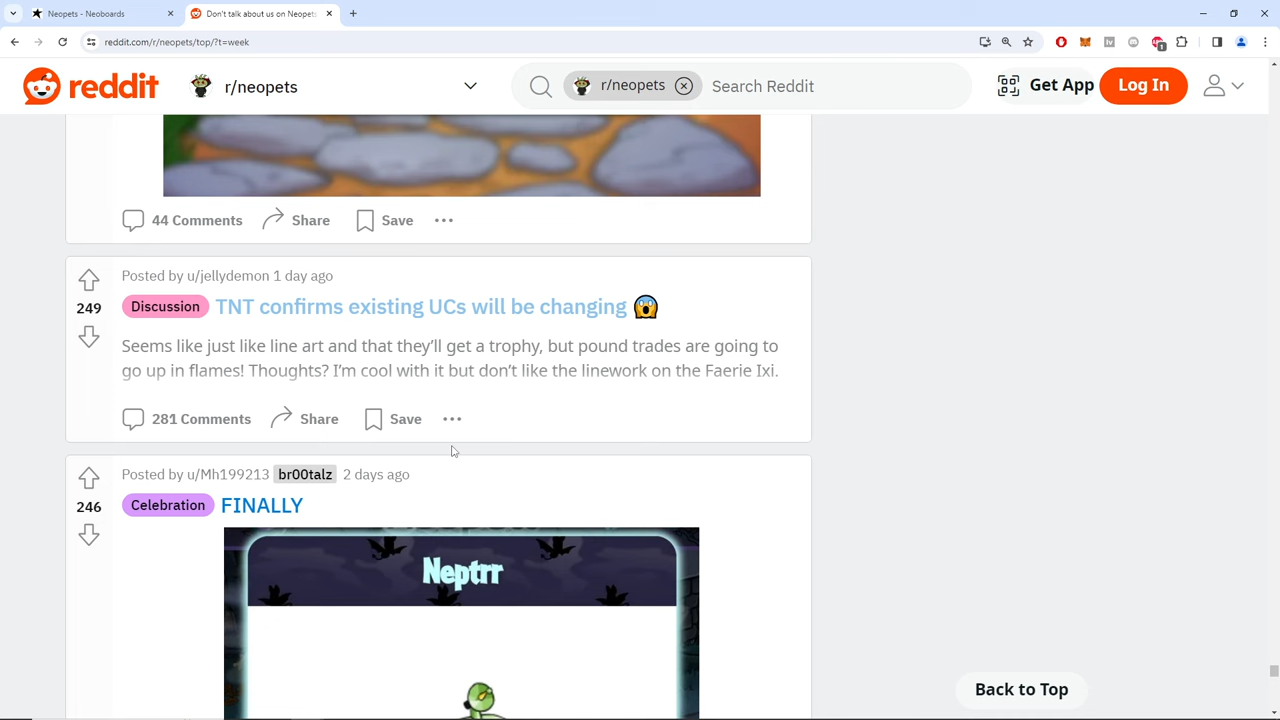 Neopets - Neoboards
Don't talk about us on Neopets
reddit.com/r/neopets/top/?t=week
reddit r/neopets r/neopets Search Reddit Get App Log In
44 Comments Share Save
Posted by u/jellydemon 1 day ago
249
Discussion TNT confirms existing UCs will be changing 😱
Seems like just like line art and that they'll get a trophy, but pound trades are going to
go up in flames! Thoughts? I'm cool with it but don't like the linework on the Faerie Ixi.
281 Comments Share Save
Posted by u/Mh199213 br00talz 2 days ago
246
Celebration FINALLY
Neptrr
Back to Top